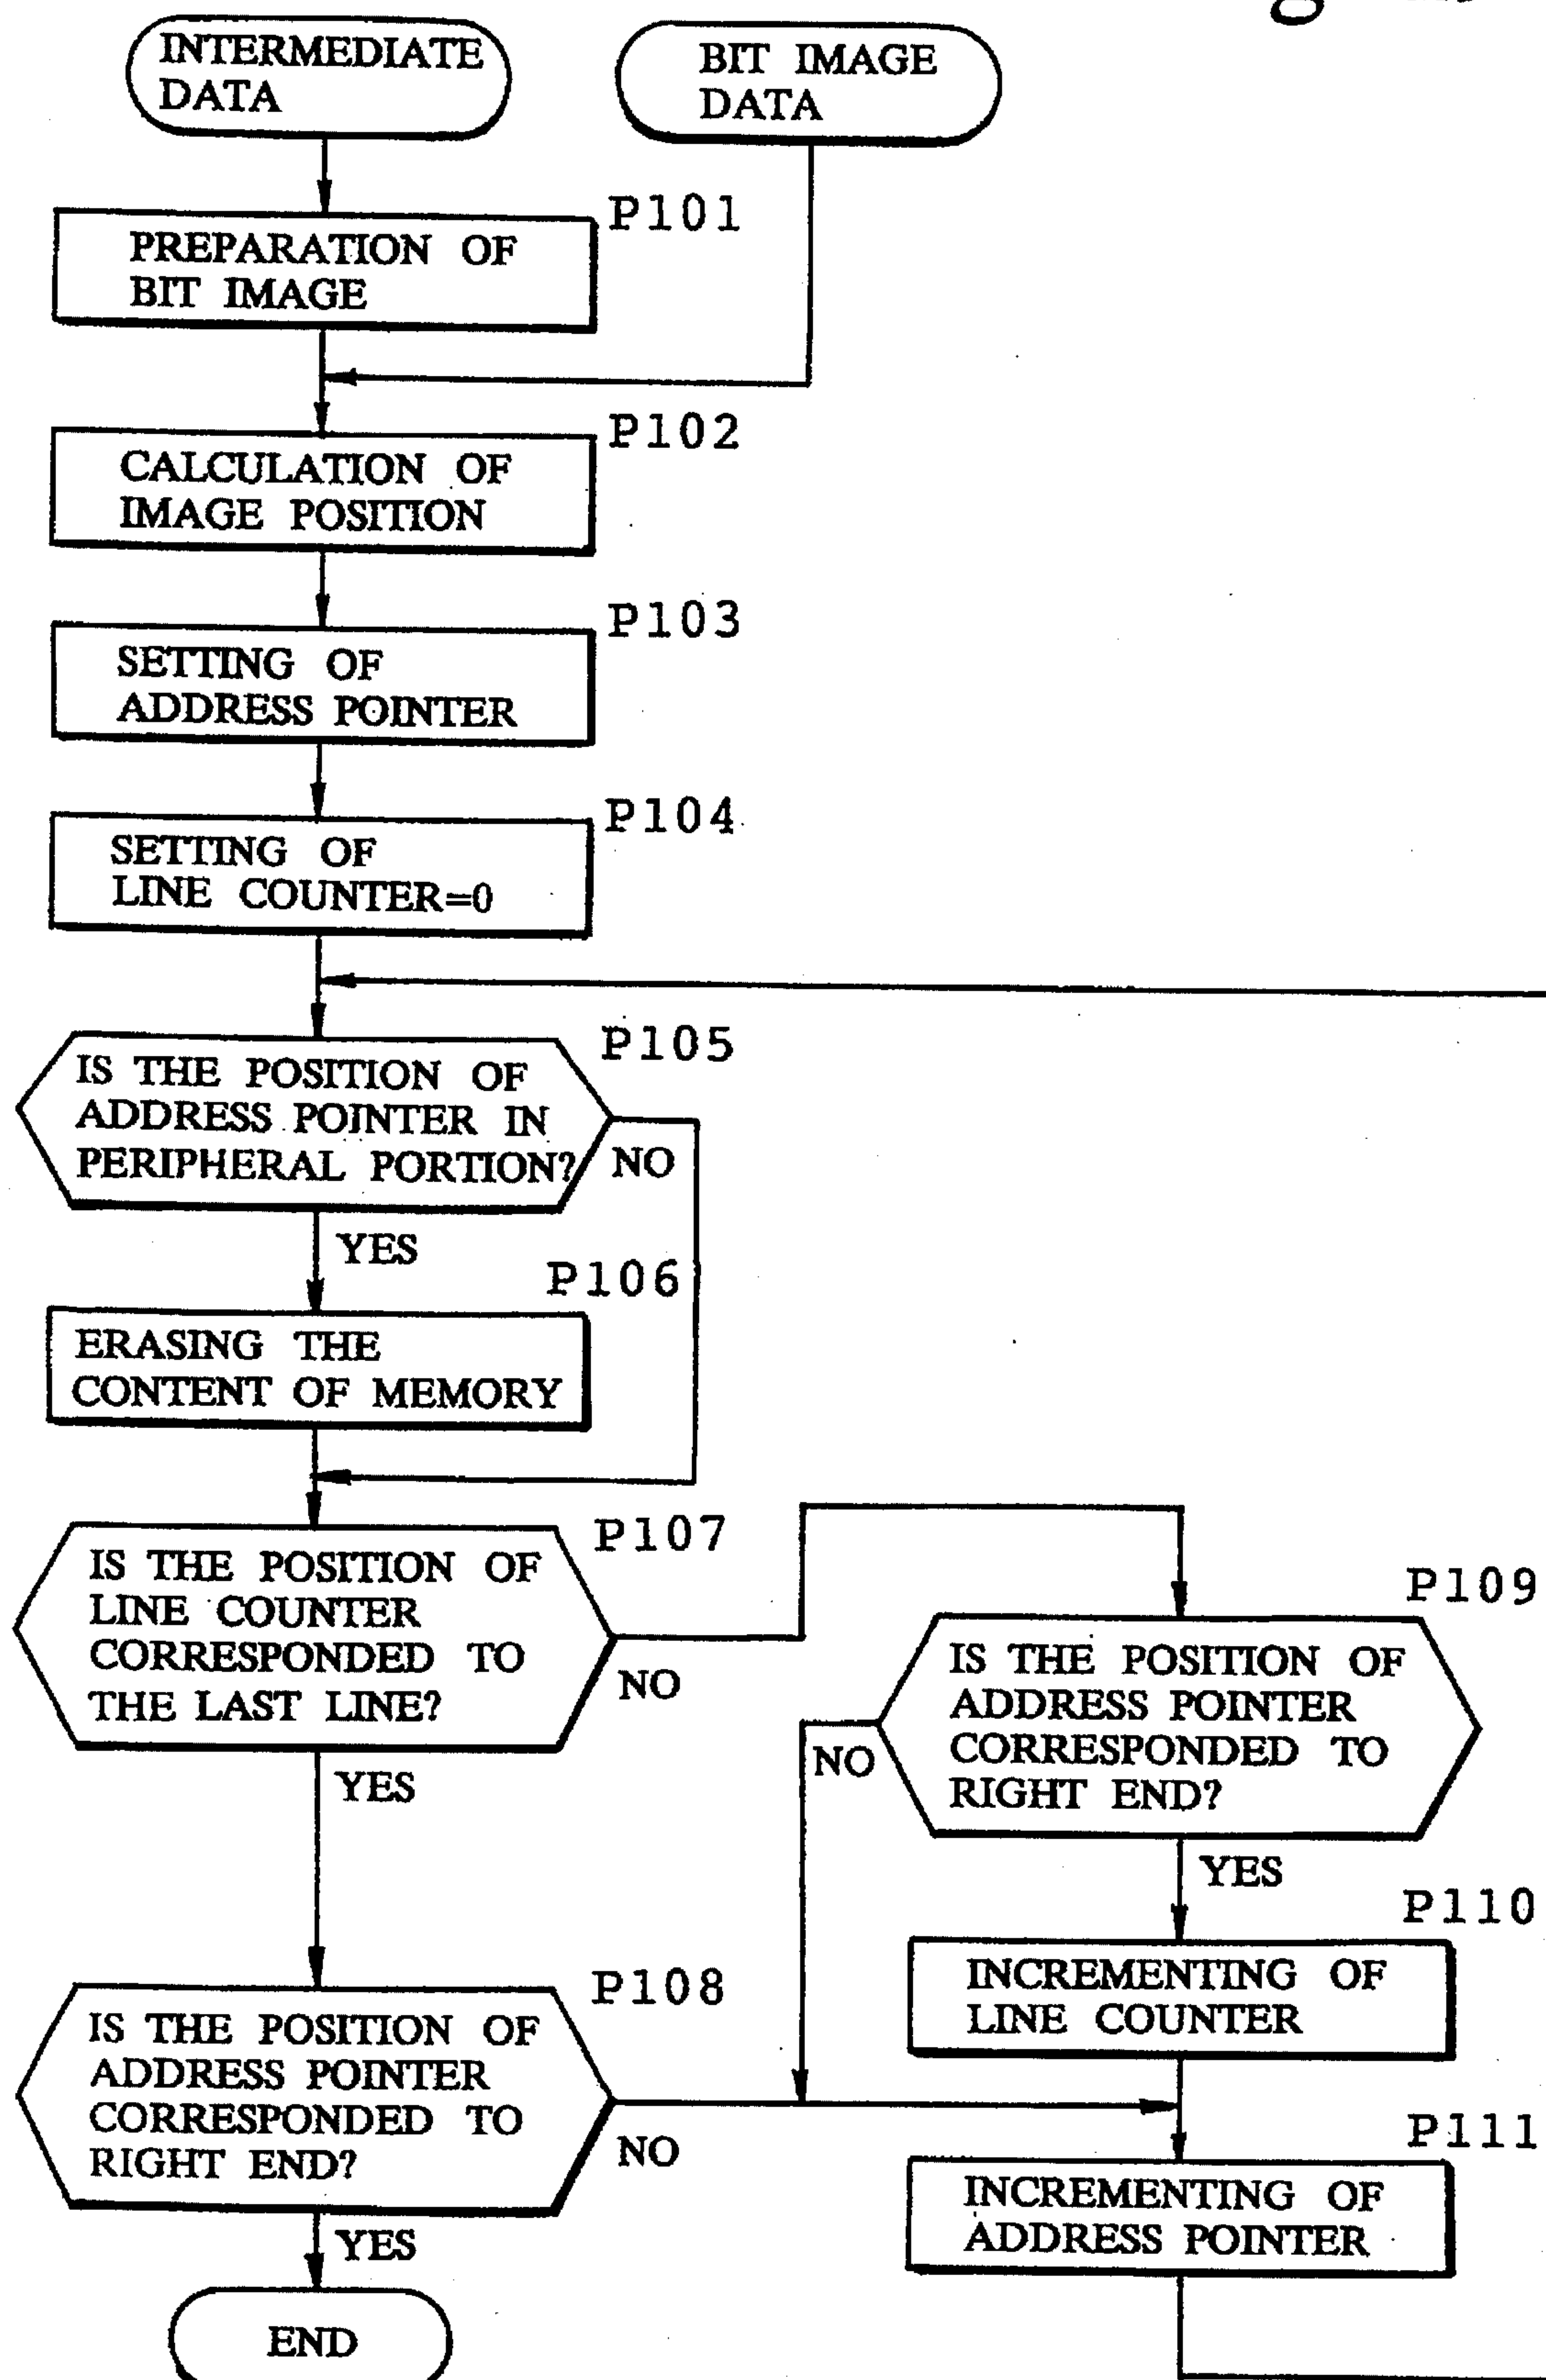 INTERMEDIATE
DATA
BIT IMAGE
DATA
P101
PREPARATION OF
BIT IMAGE
P102
CALCULATION OF
IMAGE POSITION
P103
SETTING OF
ADDRESS POINTER
P104
SETTING OF
LINE COUNTER=0
P105
IS THE POSITION OF
ADDRESS POINTER IN
PERIPHERAL PORTION?
NO
YES
P106
ERASING THE
CONTENT OF MEMORY
P107
IS THE POSITION OF
LINE COUNTER
CORRESPONDED TO
THE LAST LINE?
NO
YES
P109
IS THE POSITION OF
ADDRESS POINTER
CORRESPONDED TO
RIGHT END?
NO
YES
P110
INCREMENTING OF
LINE COUNTER
P108
IS THE POSITION OF
ADDRESS POINTER
CORRESPONDED TO
RIGHT END?
NO
YES
P111
INCREMENTING OF
ADDRESS POINTER
END